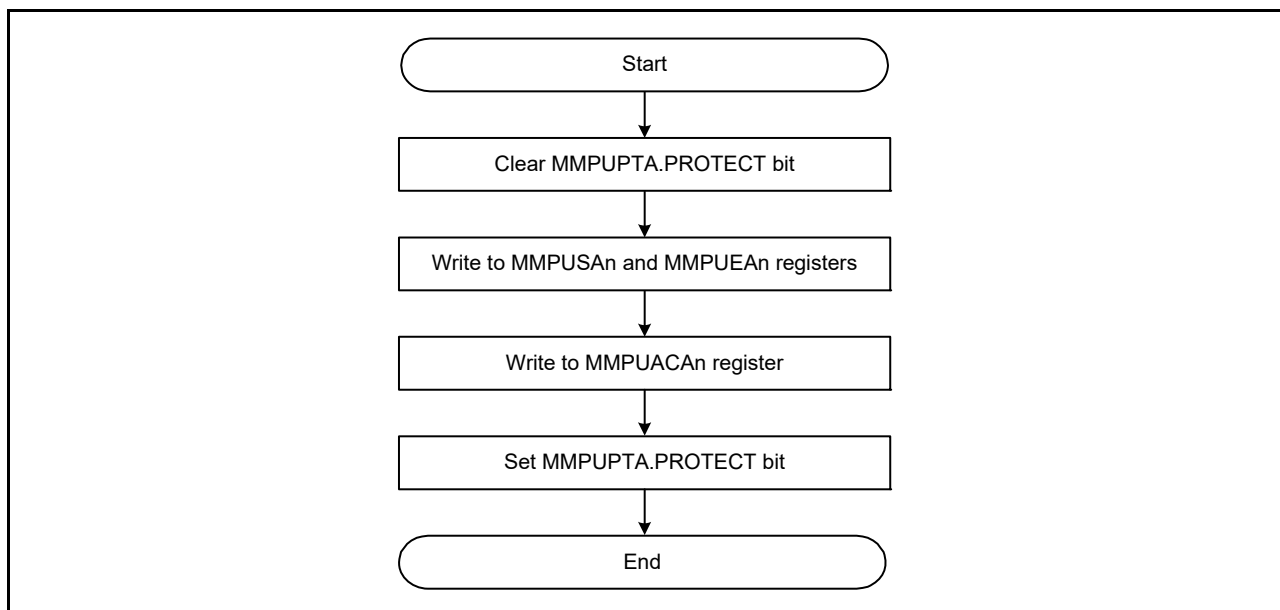 Start
Clear MMPUPTA.PROTECT bit
Write to MMPUSAn and MMPUEAn registers
Write to MMPUACAn register
Set MMPUPTA.PROTECT bit
End